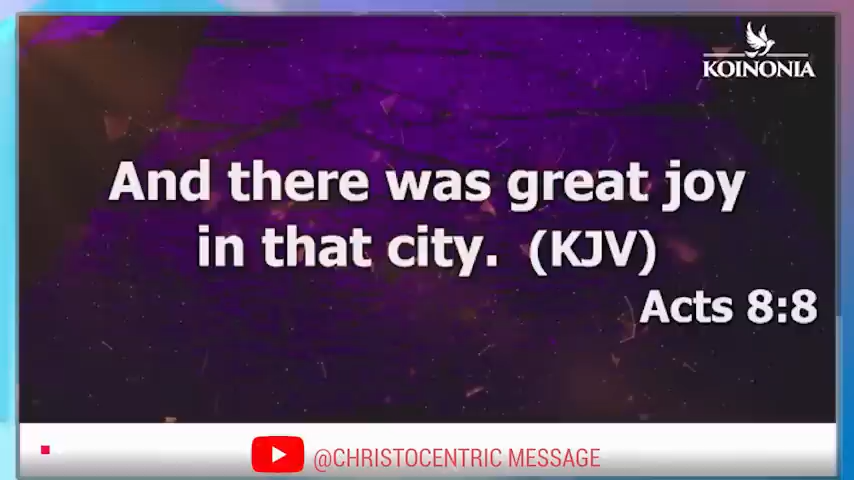 KOINONIA
And there was great joy
in that city. (KJV)
Acts 8:8
@CHRISTOCENTRIC MESSAGE